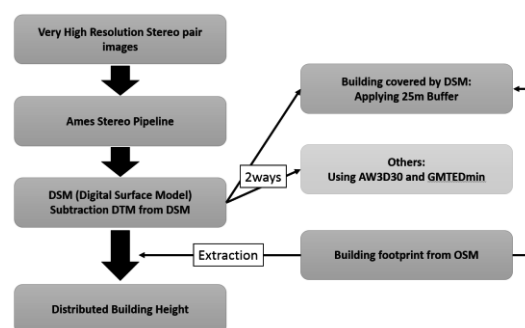 Very High Resolution Stereo pair
images
Ames Stereo Pipeline
DSM (Digital Surface Model)
Subtraction DTM from DSM
Distributed Building Height
2ways
Extraction
Building covered by DSM:
Applying 25m Buffer
Others:
Using AW3D30 and GMTEDmin
Building footprint from OSM